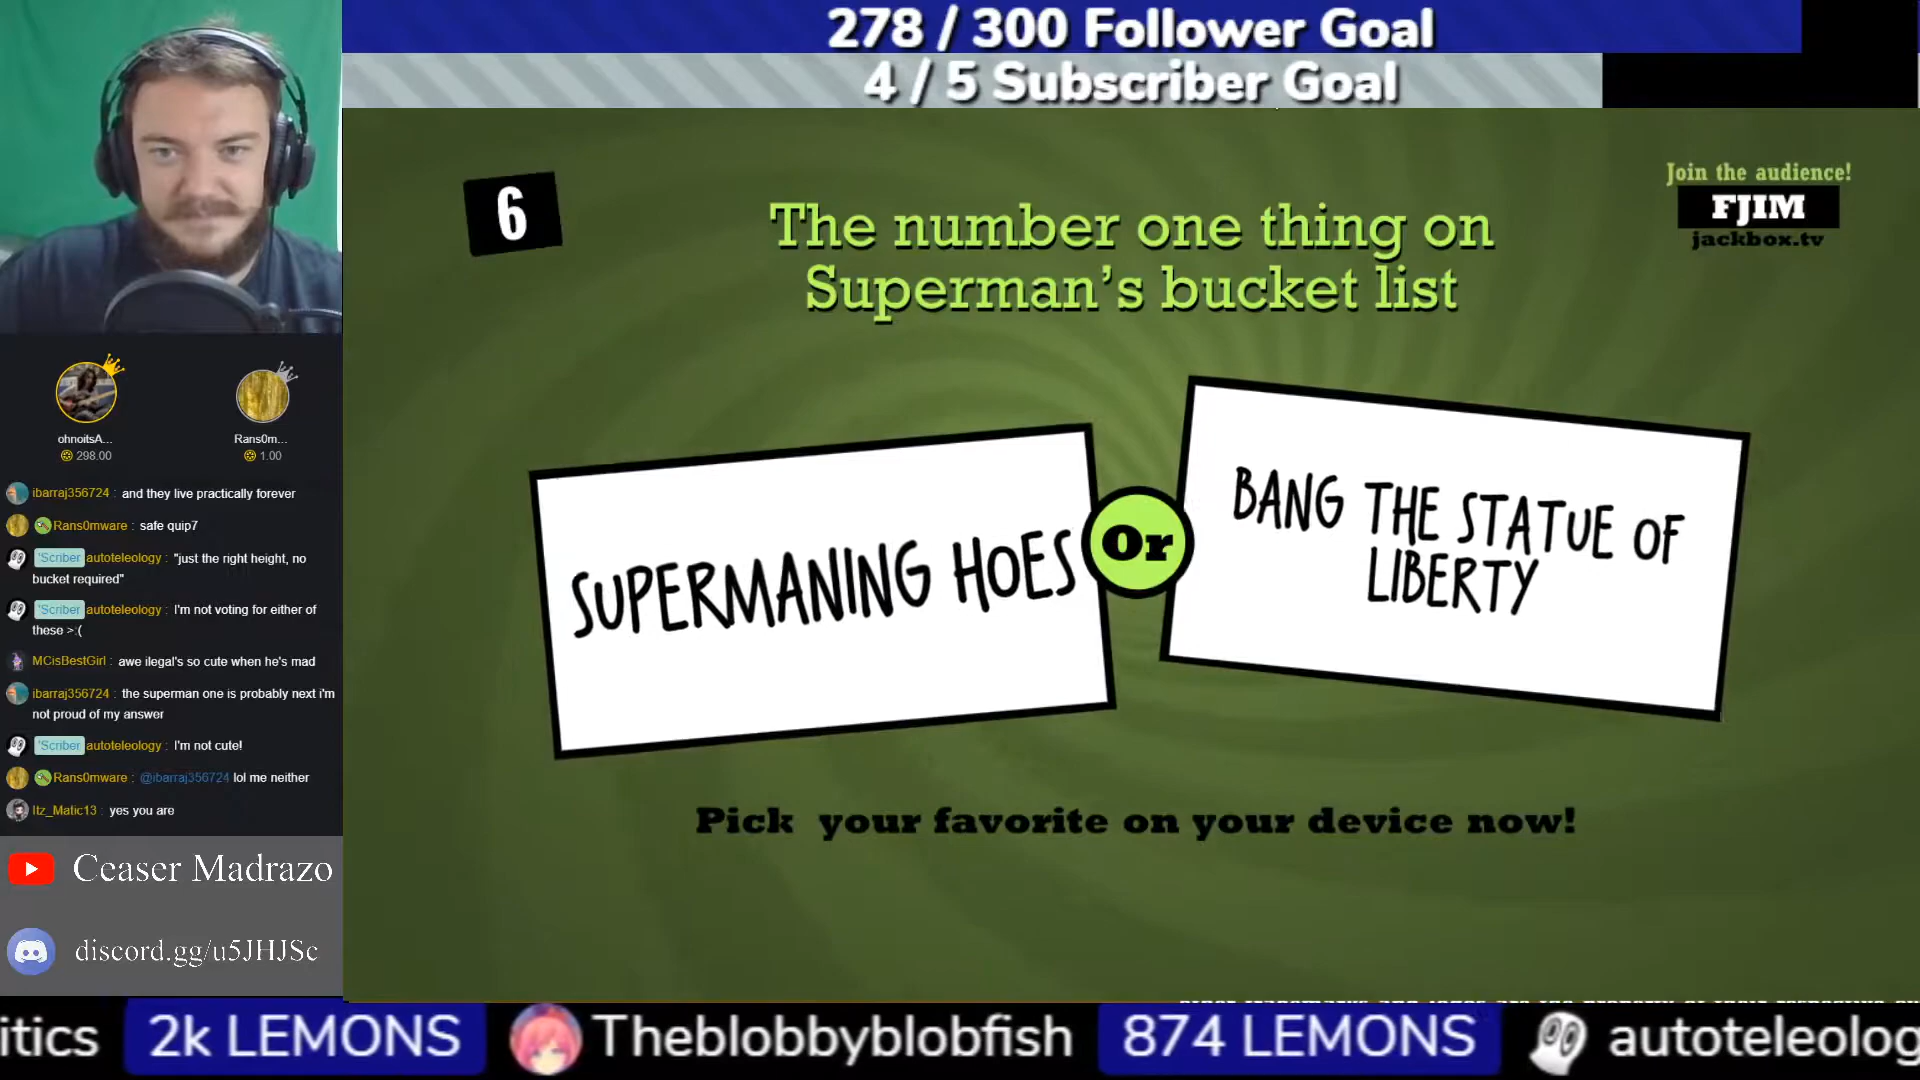 278 / 300 Follower Goal
4 / 5 Subscriber Goal
6
The number one thing on
Superman's bucket list
Join the audience!
FJIM
jackbox.tv
SUPERMANING HOES
Or
BANG THE STATUE OF
LIBERTY
Pick your favorite on your device now!
ohnoitsA...
298.00
Rans0m...
1.00
ibarraj356724 : and they live practically forever
Rans0mware : safe quip7
'Scriber autoteleology : "just the right height, no
bucket required"
'Scriber autoteleology : I'm not voting for either of
these >:(
MCisBestGirl : awe ilegal's so cute when he's mad
ibarraj356724 : the superman one is probably next i'm
not proud of my answer
'Scriber autoteleology : I'm not cute!
Rans0mware : @ibarraj356724 lol me neither
Itz_Matic13 : yes you are
Ceaser Madrazo
discord.gg/u5JHJSc
itics 2k LEMONS Theblobbyblobfish 874 LEMONS autoteleolog